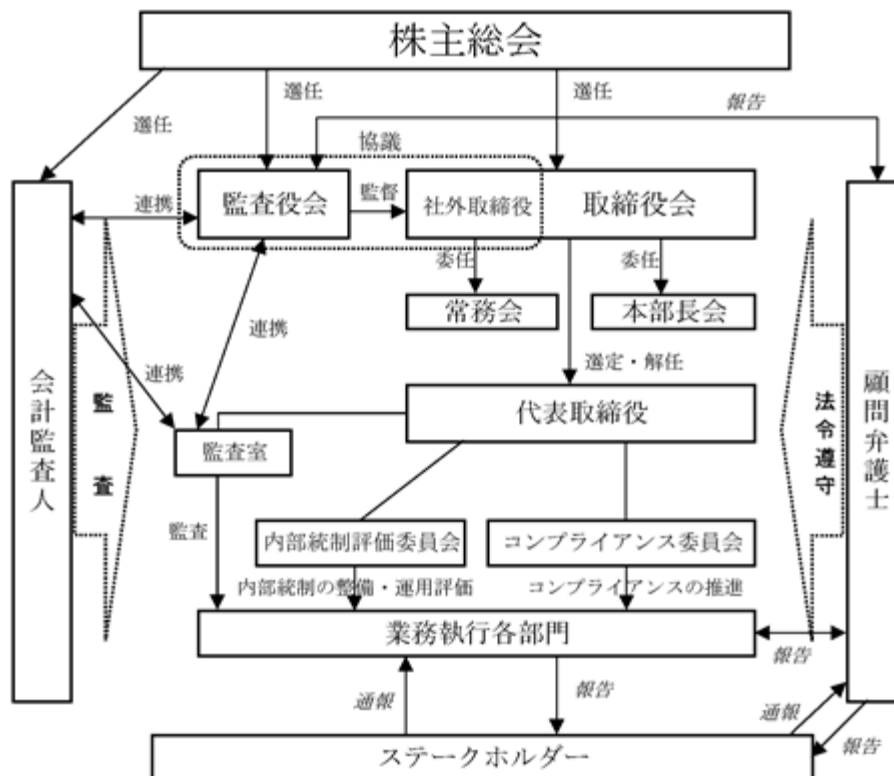 株主総会
選任
選任
選任
報告
協議
監査役会
監督
社外取締役
取締役会
連携
委任
委任
常務会
本部長会
連携
選定・解任
連携
代表取締役
監査室
会計監査人
監査
法令遵守
顧問弁護士
監査
内部統制評価委員会
コンプライアンス委員会
内部統制の整備・運用評価
コンプライアンスの推進
業務執行各部門
報告
通報
報告
通報
報告
ステークホルダー